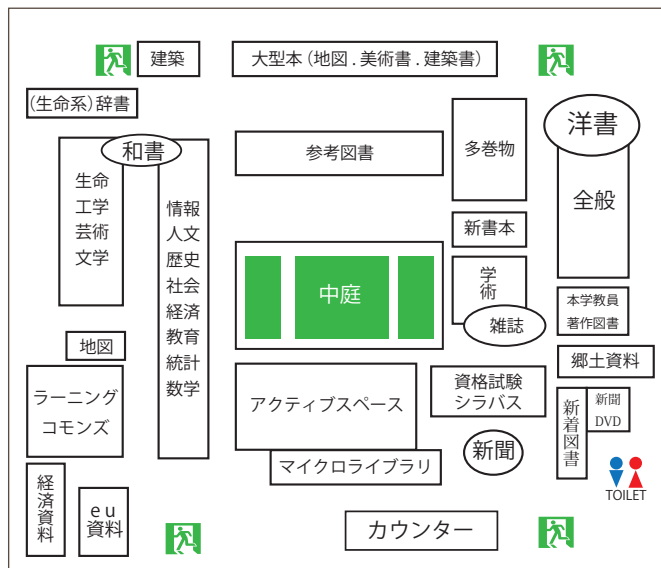 建築
大型本（地図．美術書．建築書）
（生命系）辞書
和書
生命
工学
芸術
文学
情報
人文
歴史
社会
経済
教育
統計
数学
参考図書
多巻物
洋書
全般
新書本
中庭
学術
雑誌
本学教員
著作図書
地図
郷土資料
ラーニング
コモンズ
アクティブスペース
資格試験
シラバス
新着図書
新聞
DVD
マイクロライブラリ
新聞
経済資料
eu
資料
TOILET
カウンター